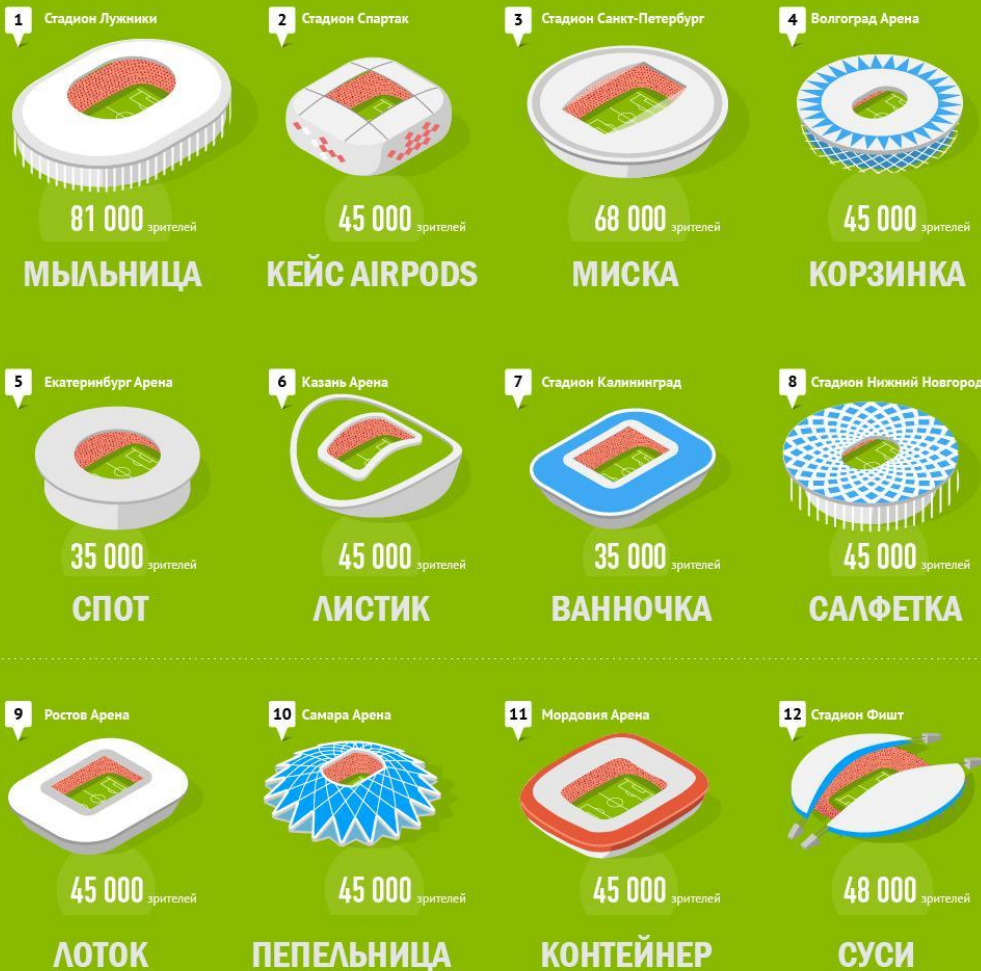 1 Стадион Лужники
2 Стадион Спартак
3 Стадион Санкт-Петербург
4 Волгоград Арена
81 000 зрителей
45 000 зрителей
68 000 зрителей
45 000 зрителей
МЫЛЬНИЦА
КЕЙС AIRPODS
МИСКА
КОРЗИНКА
5 Екатеринбург Арена
6 Казань Арена
7 Стадион Калининград
8 Стадион Нижний Новгород
35 000 зрителей
45 000 зрителей
35 000 зрителей
45 000 зрителей
СПОТ
ЛИСТИК
ВАННОЧКА
САЛФЕТКА
9 Ростов Арена
10 Самара Арена
11 Мордовия Арена
12 Стадион Фишт
45 000 зрителей
45 000 зрителей
45 000 зрителей
48 000 зрителей
ЛОТОК
ПЕПЕЛЬНИЦА
КОНТЕЙНЕР
СУСИ